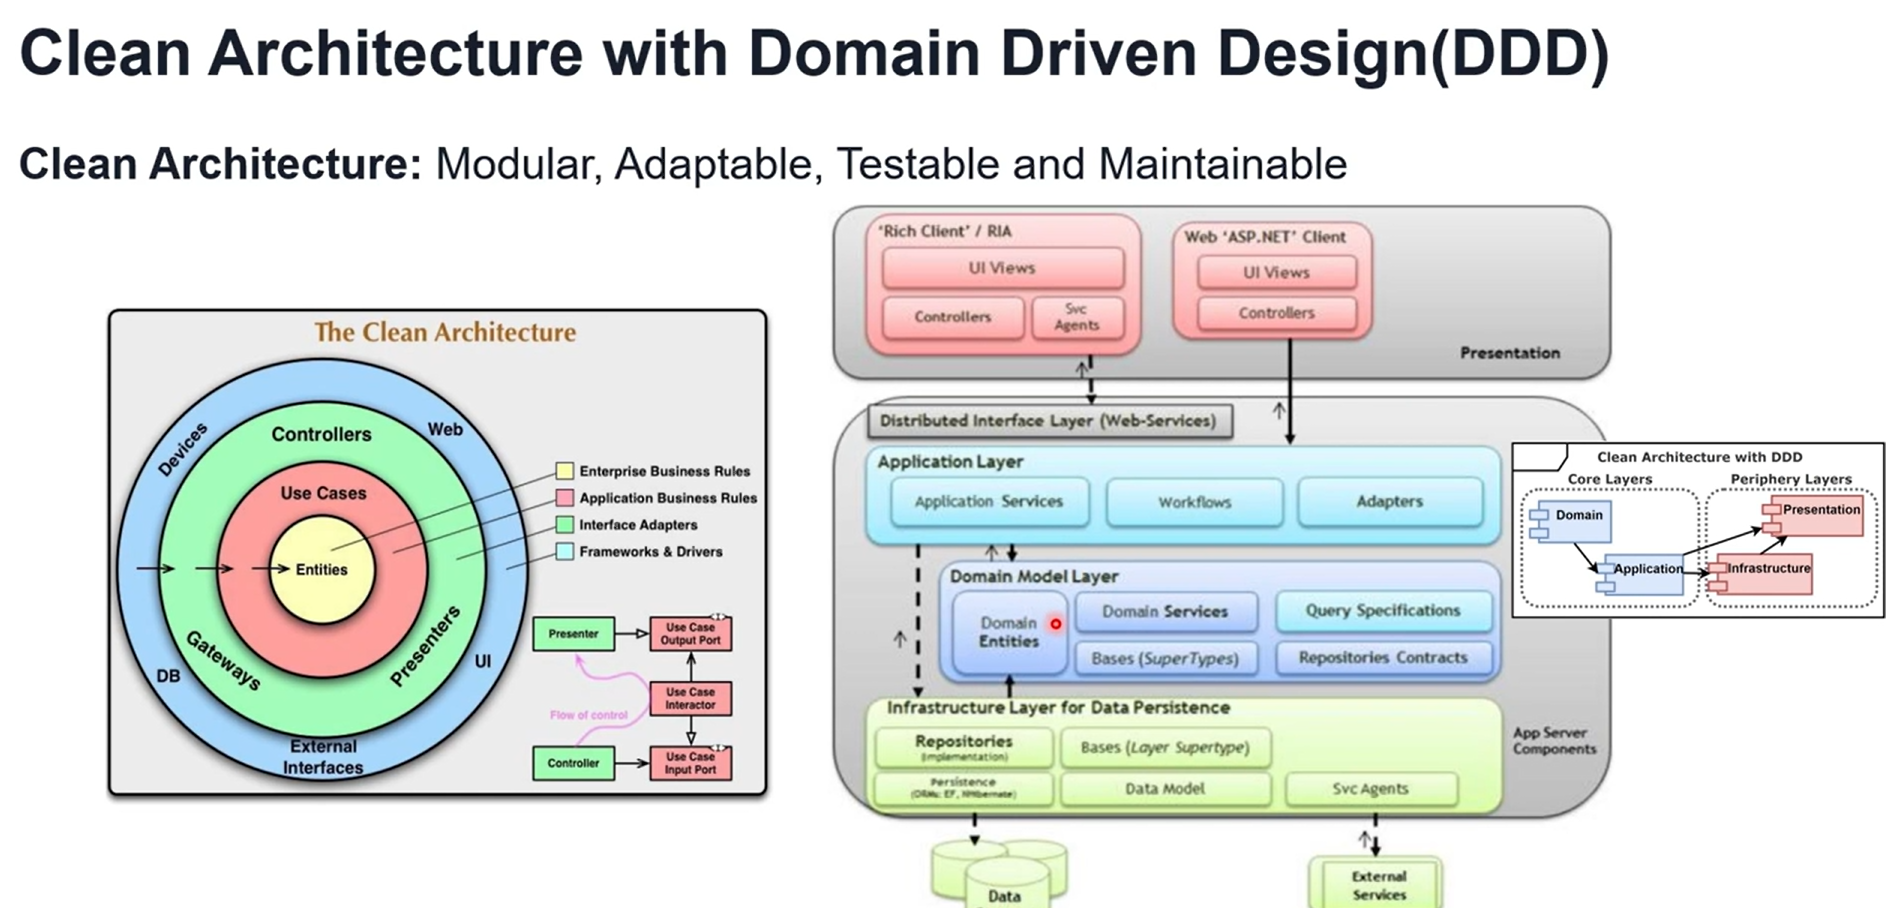 Clean Architecture with Domain Driven Design(DDD)
Clean Architecture: Modular, Adaptable, Testable and Maintainable
The Clean Architecture
Devices
Web
Controllers
Use Cases
Entities
Gateways
Presenters
DB
UI
External
Interfaces
Enterprise Business Rules
Application Business Rules
Interface Adapters
Frameworks & Drivers
Presenter
Use Case
Output Port
Use Case
Interactor
Flow of control
Controller
Use Case
Input Port
'Rich Client' / RIA
UI Views
Controllers
Svc
Agents
Web 'ASP.NET' Client
UI Views
Controllers
Presentation
Distributed Interface Layer (Web-Services)
Application Layer
Application Services
Workflows
Adapters
Domain Model Layer
Domain
Entities
Domain Services
Query Specifications
Bases (SuperTypes)
Repositories Contracts
Infrastructure Layer for Data Persistence
Repositories
(Implementation)
Bases (Layer Supertype)
Persistence
(ORMs: EF, NHibernate)
Data Model
Svc Agents
App Server
Components
Data
External
Services
Clean Architecture with DDD
Core Layers
Periphery Layers
Domain
Presentation
Application
Infrastructure